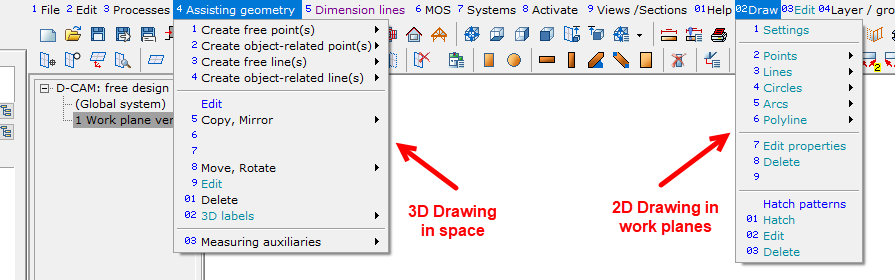 1 File 2 Edit 3 Processes 4 Assisting geometry 5 Dimension lines 6 MOS 7 Systems 8 Activate 9 Views /Sections 01 Help 02 Draw 03 Edit 04 Layer / gro
1 Create free point(s)
2 Create object-related point(s)
3 Create free line(s)
4 Create object-related line(s)
Edit
5 Copy, Mirror
6
7
8 Move, Rotate
9 Edit
01 Delete
02 3D labels
03 Measuring auxiliaries
D-CAM: free design
(Global system)
1 Work plane ver
3D Drawing
in space
2D Drawing in
work planes
1 Settings
2 Points
3 Lines
4 Circles
5 Arcs
6 Polyline
7 Edit properties
8 Delete
9
Hatch patterns
01 Hatch
02 Edit
03 Delete
2